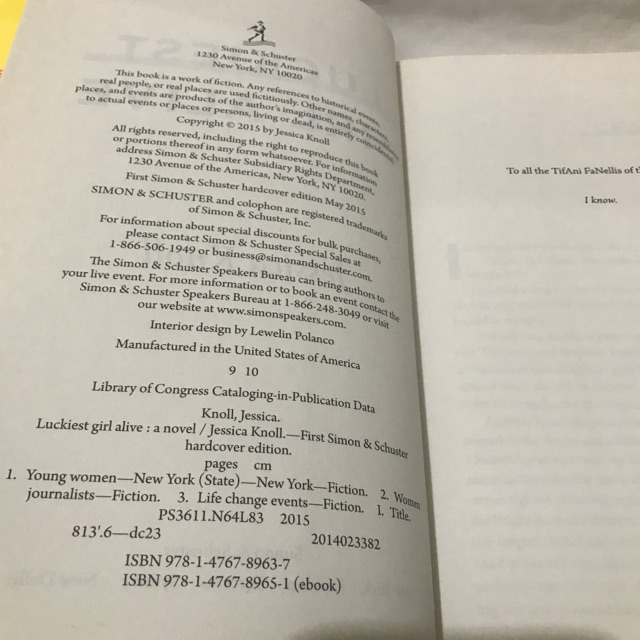 Simon & Schuster
1230 Avenue of the Americas
New York, NY 10020
This book is a work of fiction. Any references to historical events,
real people, or real places are used fictitiously. Other names, characters,
places, and events are products of the author's imagination, and any resemblance
to actual events or places or persons, living or dead, is entirely coincidental.
Copyright © 2015 by Jessica Knoll
All rights reserved, including the right to reproduce this book
or portions thereof in any form whatsoever. For information
address Simon & Schuster Subsidiary Rights Department,
1230 Avenue of the Americas, New York, NY 10020.
First Simon & Schuster hardcover edition May 2015
SIMON & SCHUSTER and colophon are registered trademarks
of Simon & Schuster, Inc.
For information about special discounts for bulk purchases,
please contact Simon & Schuster Special Sales at
1-866-506-1949 or business@simonandschuster.com.
The Simon & Schuster Speakers Bureau can bring authors to
your live event. For more information or to book an event contact the
Simon & Schuster Speakers Bureau at 1-866-248-3049 or visit
our website at www.simonspeakers.com.
Interior design by Lewelin Polanco
Manufactured in the United States of America
9 10
Library of Congress Cataloging-in-Publication Data
Knoll, Jessica.
Luckiest girl alive : a novel / Jessica Knoll.—First Simon & Schuster
hardcover edition.
pages cm
1. Young women—New York (State)—New York—Fiction. 2. Women
journalists—Fiction. 3. Life change events—Fiction. I. Title.
PS3611.N64L83 2015
813'.6—dc23 2014023382
ISBN 978-1-4767-8963-7
ISBN 978-1-4767-8965-1 (ebook)
To all the TifAni FaNellis of
I know.